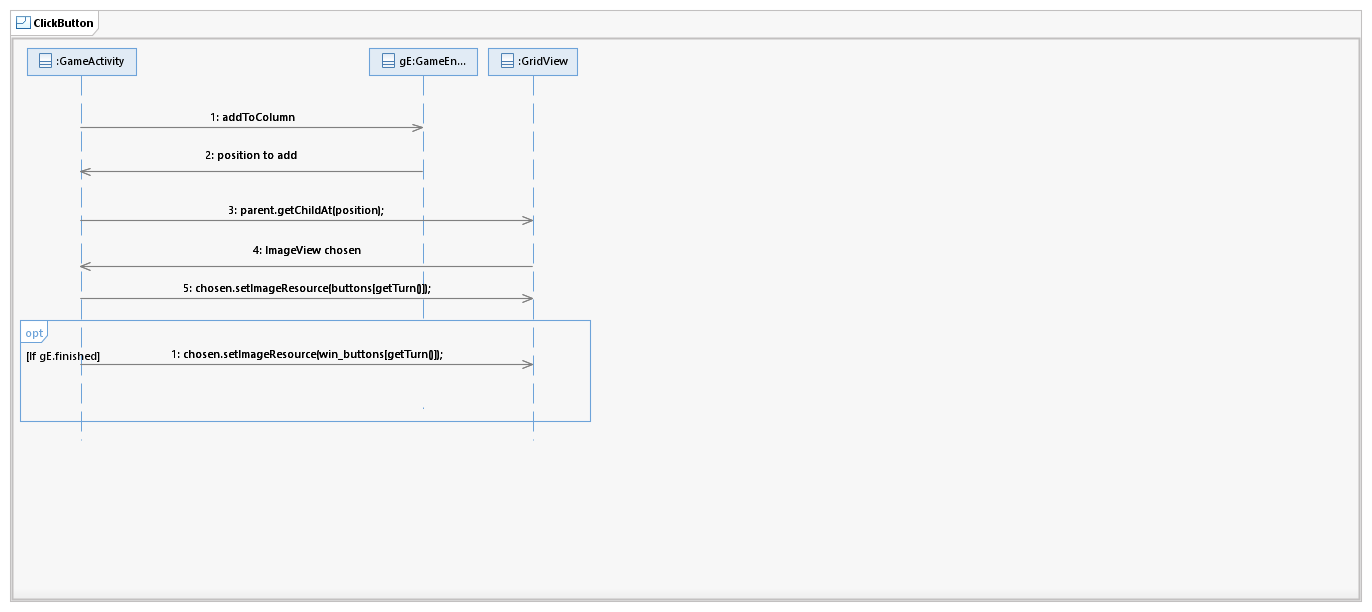 ClickButton
:GameActivity
gE:GameEn...
:GridView
1: addToColumn
2: position to add
3: parent.getChildAt(position);
4: ImageView chosen
5: chosen.setImageResource(buttons[getTurn()]);
opt
[If gE.finished]
1: chosen.setImageResource(win_buttons[getTurn()]);